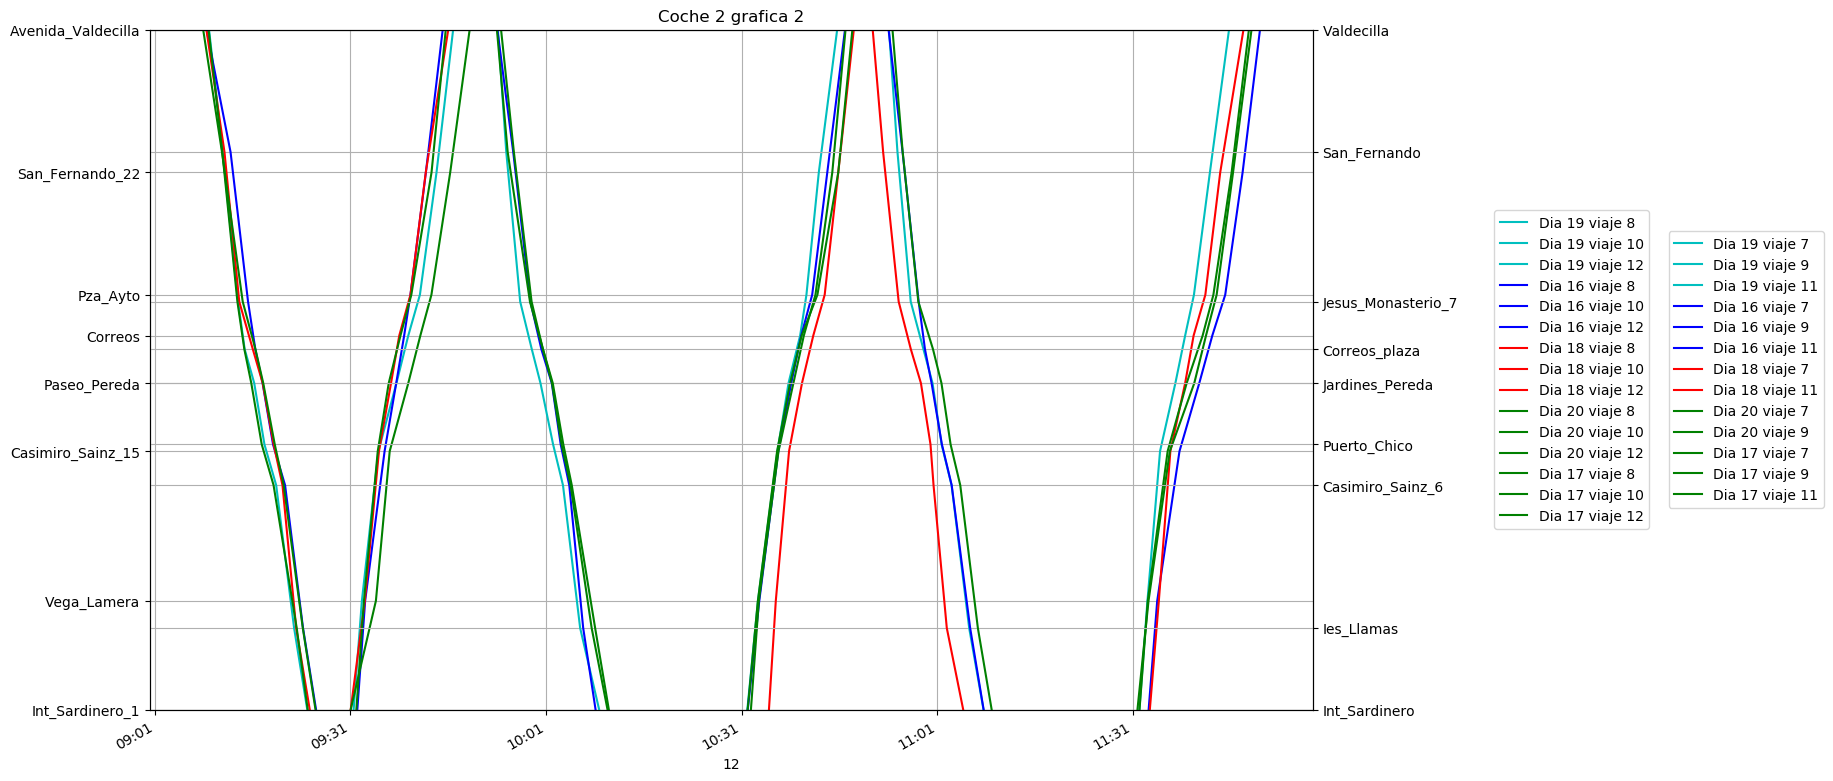 Coche 2 grafica 2
Avenida_Valdecilla
San_Fernando_22
Pza_Ayto
Correos
Paseo_Pereda
Casimiro_Sainz_15
Vega_Lamera
Int_Sardinero_1
Valdecilla
San_Fernando
Jesus_Monasterio_7
Correos_plaza
Jardines_Pereda
Puerto_Chico
Casimiro_Sainz_6
Ies_Llamas
Int_Sardinero
09:01
09:31
10:01
10:31
11:01
11:31
12
Dia 19 viaje 8
Dia 19 viaje 10
Dia 19 viaje 12
Dia 16 viaje 8
Dia 16 viaje 10
Dia 16 viaje 12
Dia 18 viaje 8
Dia 18 viaje 10
Dia 18 viaje 12
Dia 20 viaje 8
Dia 20 viaje 10
Dia 20 viaje 12
Dia 17 viaje 8
Dia 17 viaje 10
Dia 17 viaje 12
Dia 19 viaje 7
Dia 19 viaje 9
Dia 19 viaje 11
Dia 16 viaje 7
Dia 16 viaje 9
Dia 16 viaje 11
Dia 18 viaje 7
Dia 18 viaje 11
Dia 20 viaje 7
Dia 20 viaje 9
Dia 17 viaje 7
Dia 17 viaje 9
Dia 17 viaje 11